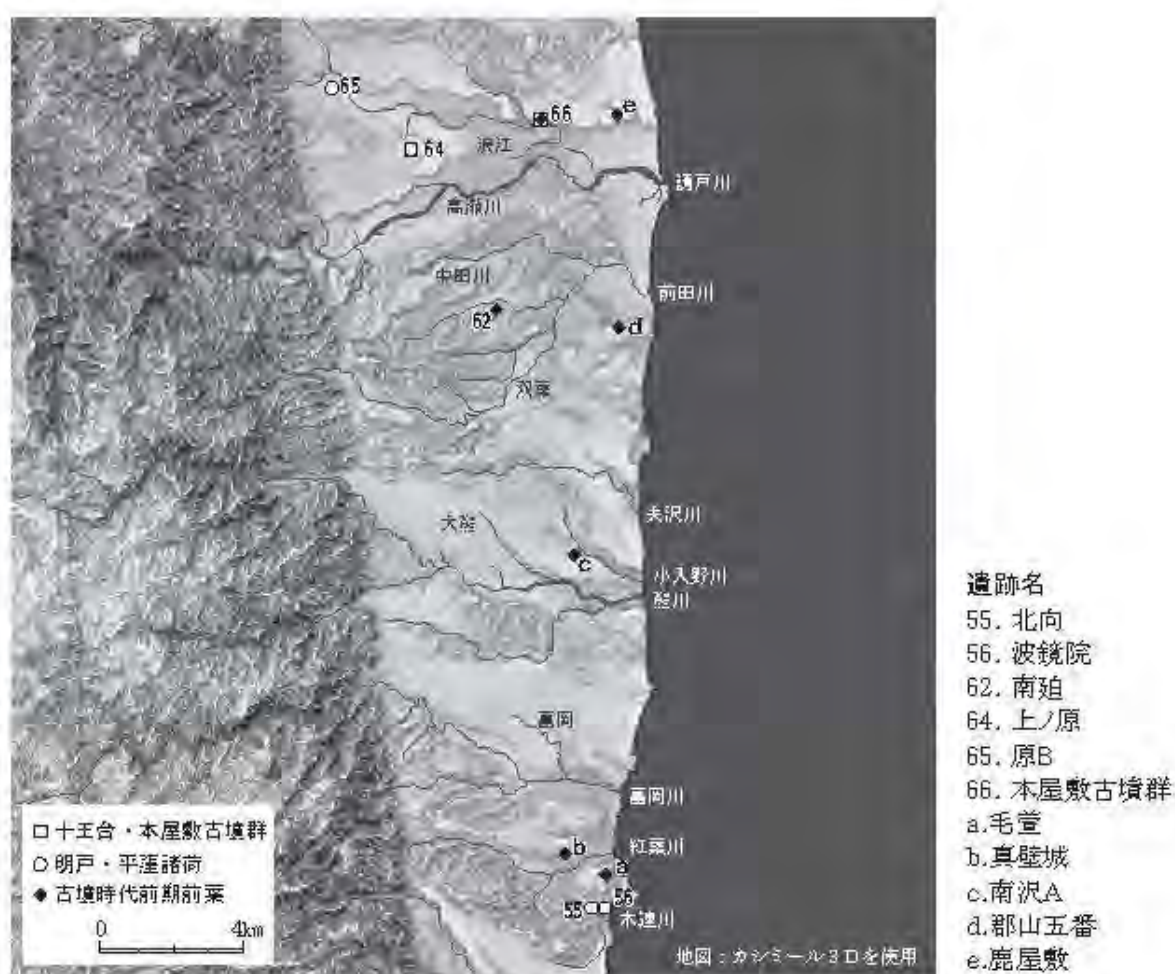 65
66
e
浪江
64
請戸川
高瀬川
中田川
前田川
62
d
双葉
夫沢川
大熊
c
小入野川
熊川
富岡
富岡川
b
紅葉川
a
56
55
木連川
□十王台・本屋敷古墳群
○明戸・平蓙諸荷
◆古墳時代前期前葉
0 4km
地図：カシミール3Dを使用
遺跡名
55. 北向
56. 波鏡院
62. 南廹
64. 上ノ原
65. 原B
66. 本屋敷古墳群
a.毛萱
b.真壁城
c.南沢A
d.郡山五番
e.鹿屋敷